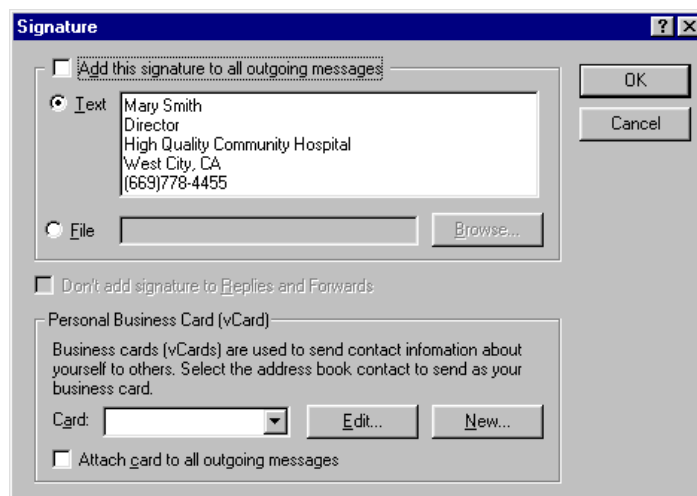 Signature
Add this signature to all outgoing messages
Text
Mary Smith
Director
High Quality Community Hospital
West City, CA
(669)778-4455
File
Browse...
OK
Cancel
Don't add signature to Replies and Forwards
Personal Business Card (vCard)
Business cards (vCards) are used to send contact infomation about
yourself to others. Select the address book contact to send as your
business card.
Card:
Edit...
New...
Attach card to all outgoing messages